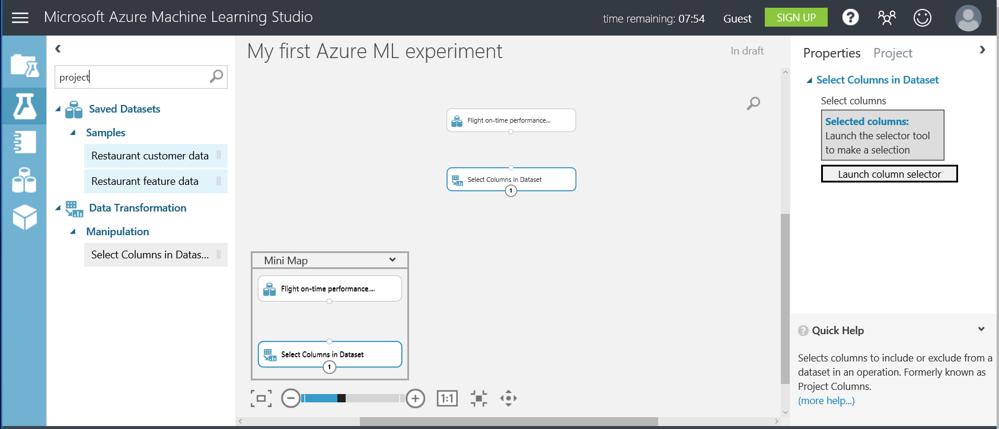 Microsoft Azure Machine Learning Studio
time remaining: 07:54
Guest
SIGN UP
?
project
Saved Datasets
Samples
Restaurant customer data
Restaurant feature data
Data Transformation
Manipulation
Select Columns in Datas...
My first Azure ML experiment
In draft
Flight on-time performance...
Select Columns in Dataset
1
Mini Map
Flight on-time performance...
Select Columns in Dataset
1
1:1
Properties
Project
Select Columns in Dataset
Select columns
Selected columns:
Launch the selector tool
to make a selection
Launch column selector
? Quick Help
Selects columns to include or exclude from a
dataset in an operation. Formerly known as
Project Columns.
(more help...)